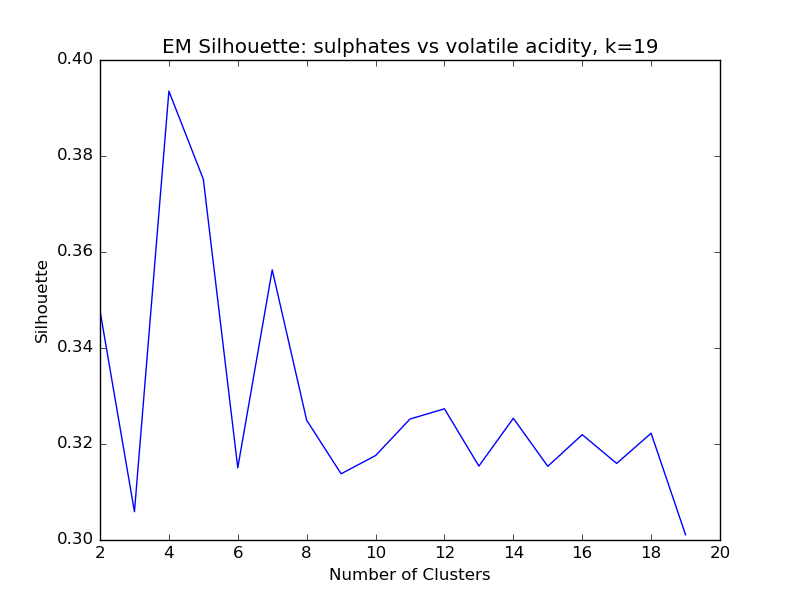 EM Silhouette: sulphates vs volatile acidity, k=19
0.40
0.38
0.36
0.34
0.32
0.30
Silhouette
2 4 6 8 10 12 14 16 18 20
Number of Clusters